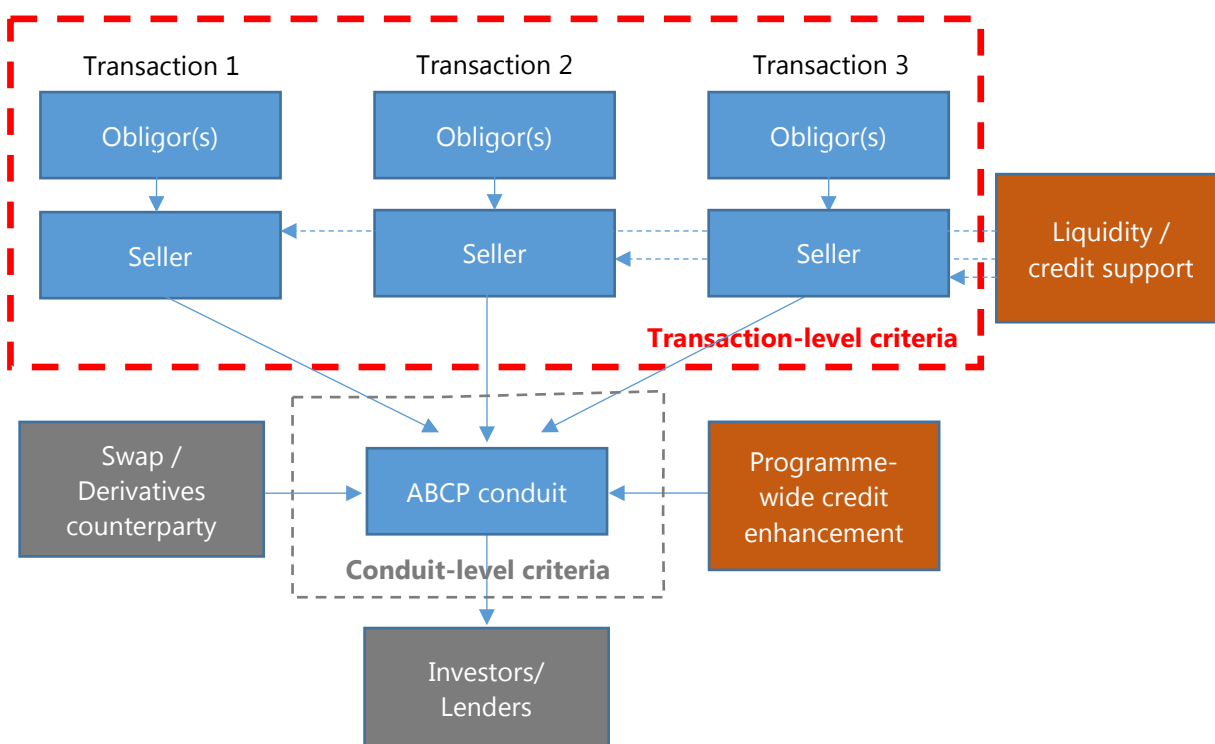 Transaction 1
Transaction 2
Transaction 3
Obligor(s)
Obligor(s)
Obligor(s)
Seller
Seller
Seller
Liquidity /
credit support
Transaction-level criteria
Swap /
Derivatives
counterparty
ABCP conduit
Programme-
wide credit
enhancement
Conduit-level criteria
Investors/
Lenders